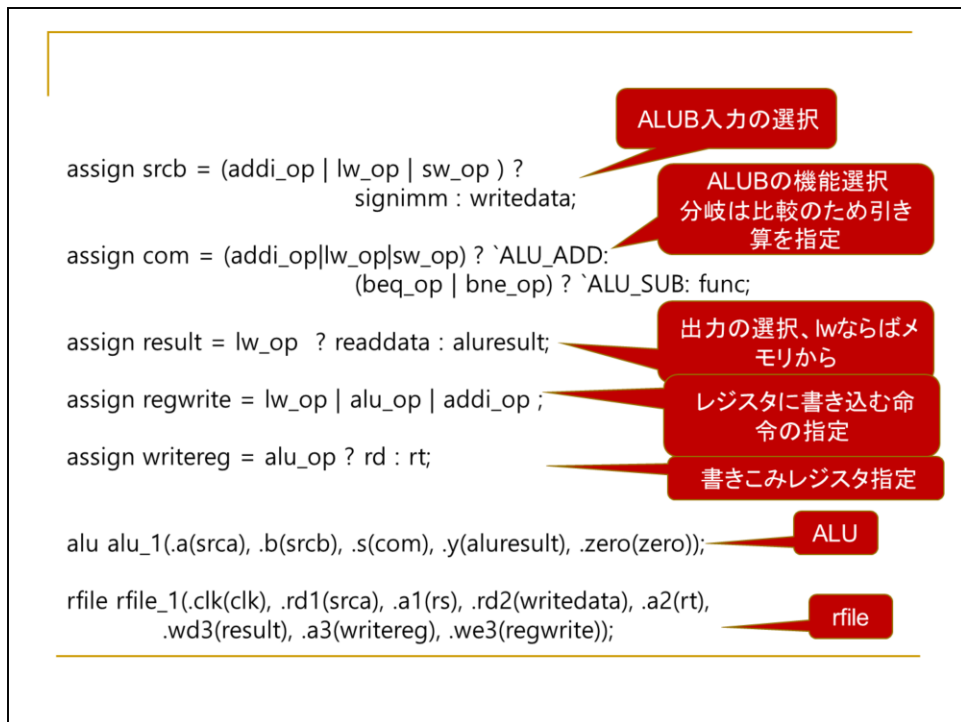 ALUB入力の選択
assign srcb = (addi_op | lw_op | sw_op ) ?
signimm : writedata;
ALUBの機能選択
分岐は比較のため引き
算を指定
assign com = (addi_op|lw_op|sw_op) ? `ALU_ADD:
(beq_op | bne_op) ? `ALU_SUB: func;
出力の選択、lwならばメ
モリから
assign result = lw_op ? readdata : aluresult;
assign regwrite = lw_op | alu_op | addi_op ;
レジスタに書き込む命
令の指定
assign writereg = alu_op ? rd : rt;
書きこみレジスタ指定
alu alu_1(.a(srca), .b(srcb), .s(com), .y(aluresult), .zero(zero));
ALU
rfile rfile_1(.clk(clk), .rd1(srca), .a1(rs), .rd2(writedata), .a2(rt),
.wd3(result), .a3(writereg), .we3(regwrite));
rfile